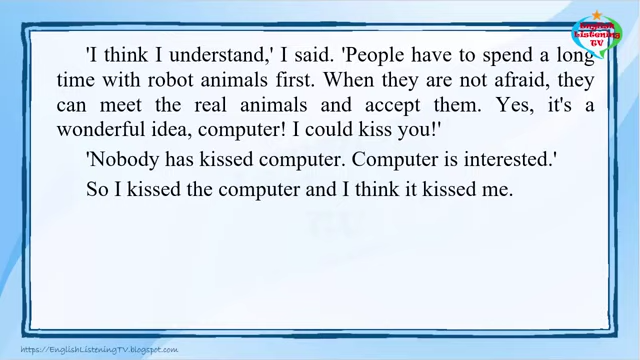 English
Listening
TV
'I think I understand,' I said. 'People have to spend a long
time with robot animals first. When they are not afraid, they
can meet the real animals and accept them. Yes, it's a
wonderful idea, computer! I could kiss you!'
'Nobody has kissed computer. Computer is interested.'
So I kissed the computer and I think it kissed me.
https://EnglishListeningTV.blogspot.com